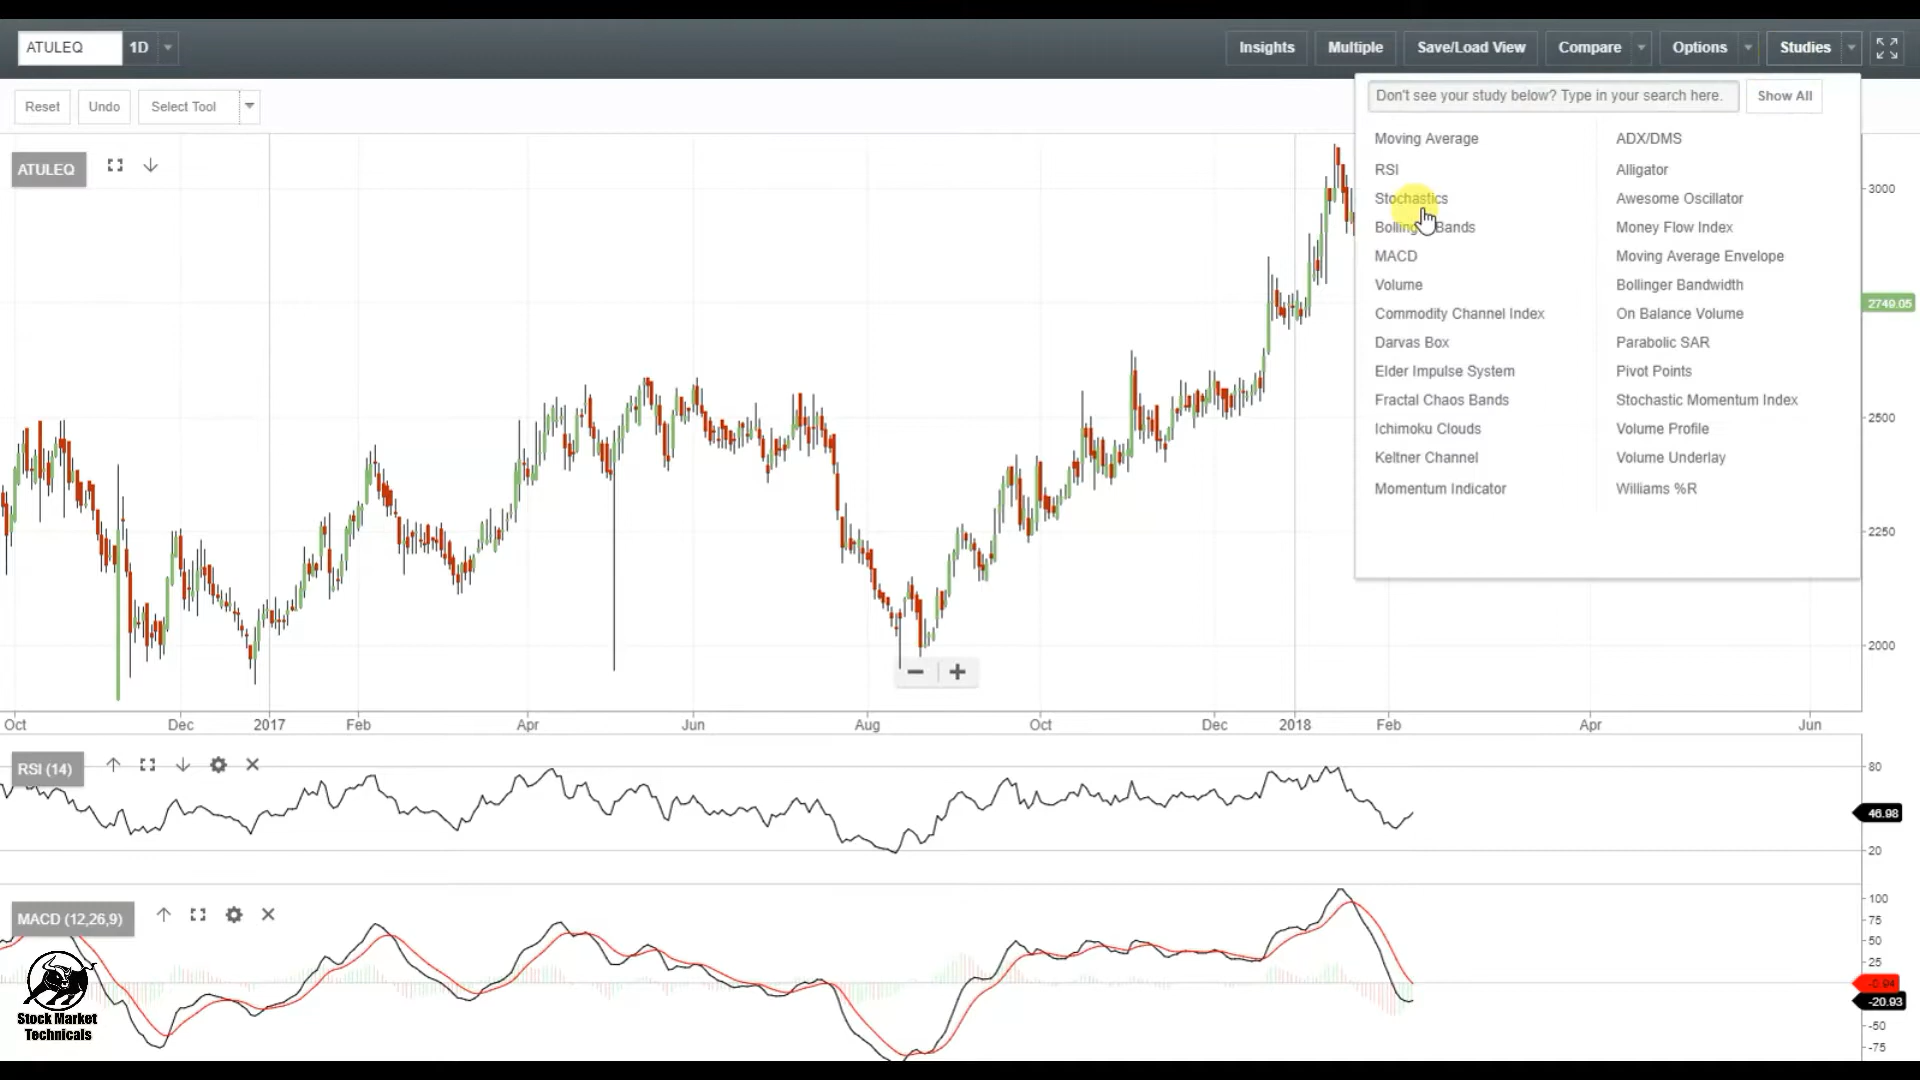 ATULEQ 1D Insights Multiple Save/Load View Compare Options Studies
Reset Undo Select Tool
Don't see your study below? Type in your search here. Show All
Moving Average ADX/DMS
RSI Alligator
Stochastics Awesome Oscillator
Bands Money Flow Index
MACD Moving Average Envelope
Volume Bollinger Bandwidth
Commodity Channel Index On Balance Volume
Darvas Box Parabolic SAR
Elder Impulse System Pivot Points
Fractal Chaos Bands Stochastic Momentum Index
Ichimoku Clouds Volume Profile
Keltner Channel Volume Underlay
Momentum Indicator Williams %R
ATULEQ
3000
2749.05
2500
2250
2000
Oct Dec 2017 Feb Apr Jun Aug Oct Dec 2018 Feb Apr Jun
RSI (14)
80
46.98
20
MACD (12,26,9)
100
75
50
25
-0.94
-20.93
-50
-75
Stock Market
Technicals